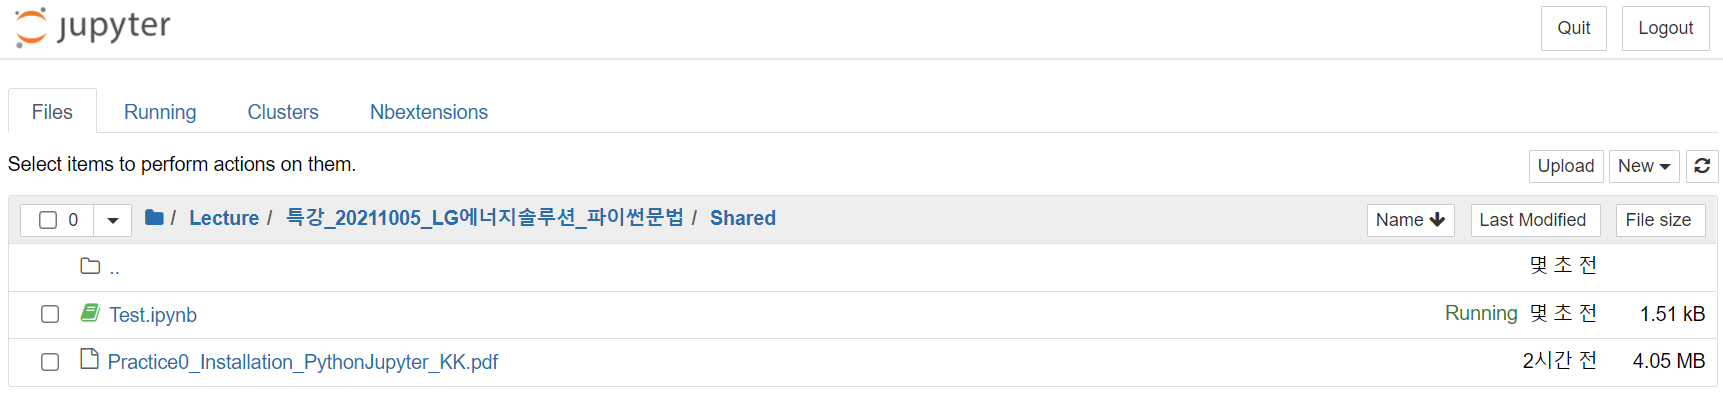 jupyter Quit Logout
Files Running Clusters Nbextensions
Select items to perform actions on them. Upload New
0 / Lecture / 특강_20211005_LG에너지솔루션_파이썬문법 / Shared Name Last Modified File size
.. 몇 초 전
Test.ipynb Running 몇 초 전 1.51 kB
Practice0_Installation_PythonJupyter_KK.pdf 2시간 전 4.05 MB